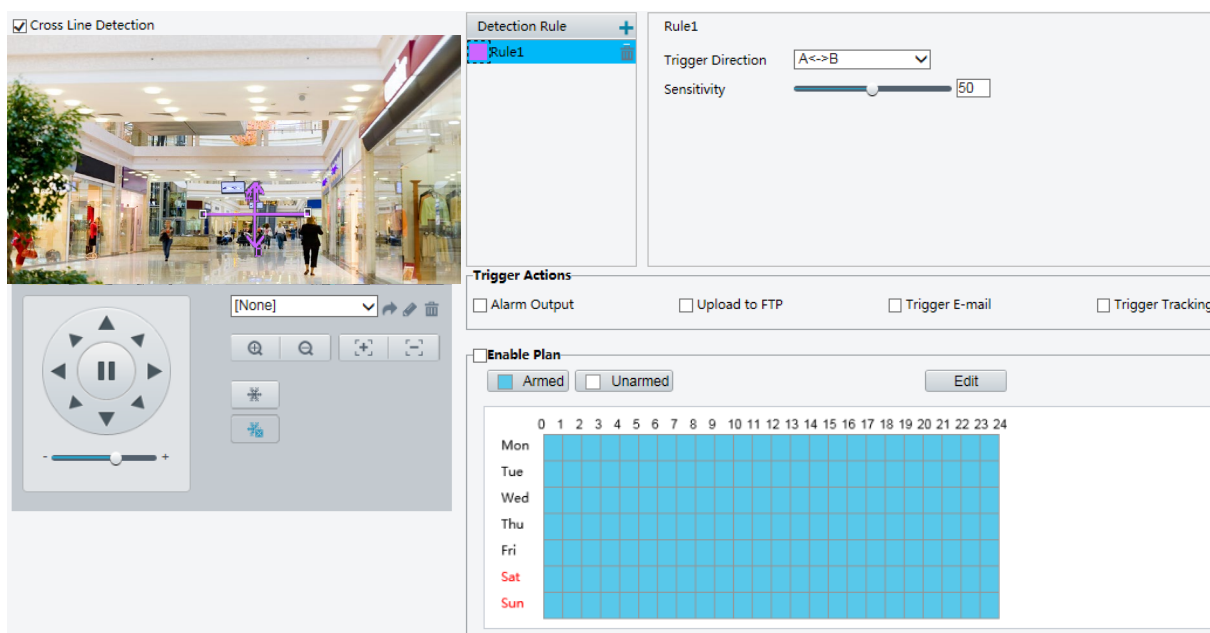 Cross Line Detection
Detection Rule
Rule1
Rule1
Trigger Direction A<->B
Sensitivity 50
[None]
- +
Trigger Actions
Alarm Output Upload to FTP Trigger E-mail Trigger Tracking
Enable Plan
Armed Unarmed Edit
0 1 2 3 4 5 6 7 8 9 10 11 12 13 14 15 16 17 18 19 20 21 22 23 24
Mon
Tue
Wed
Thu
Fri
Sat
Sun